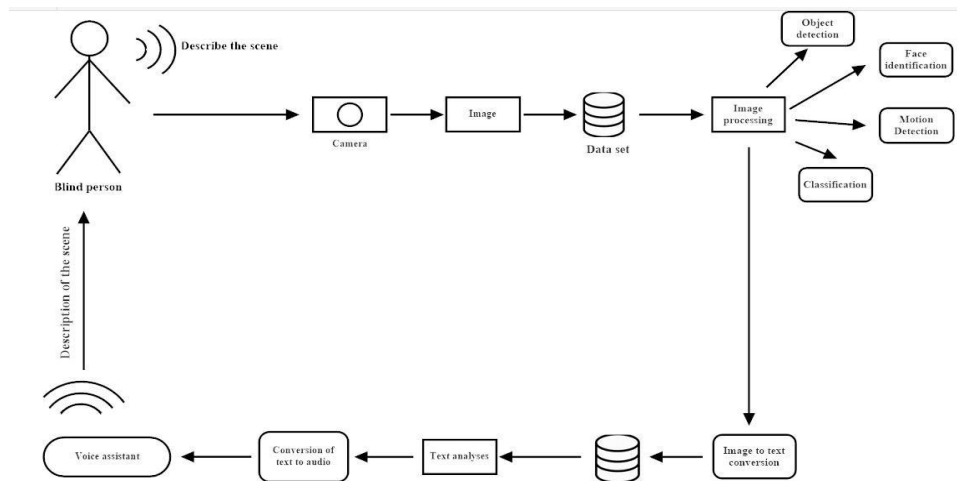 Describe the scene
Object
detection
Face
identification
Image
Image
processing
Motion
Detection
Camera
Data set
Classification
Blind person
Description of the scene
Voice assistant
Conversion of
text to audio
Text analyses
Image to text
conversion